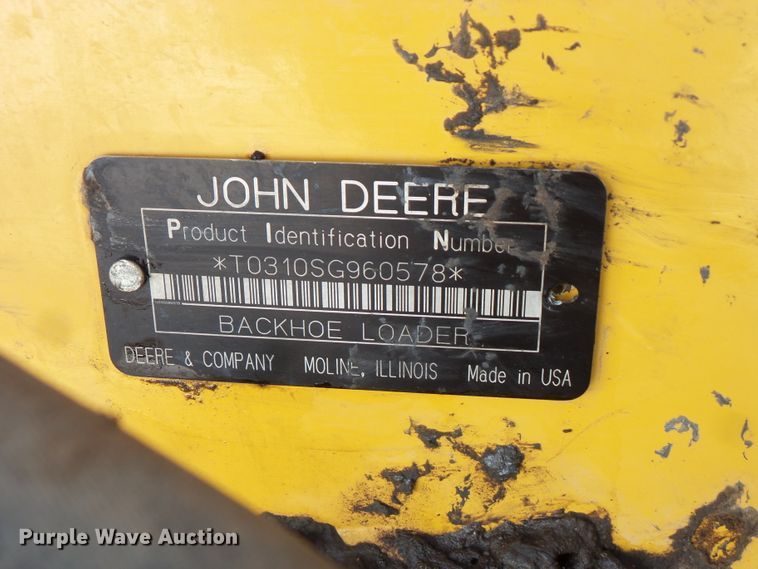 JOHN DEERE
Product Identification Number
*T0310SG960578*
BACKHOE LOADER
DEERE & COMPANY MOLINE, ILLINOIS Made in USA
Purple Wave Auction®